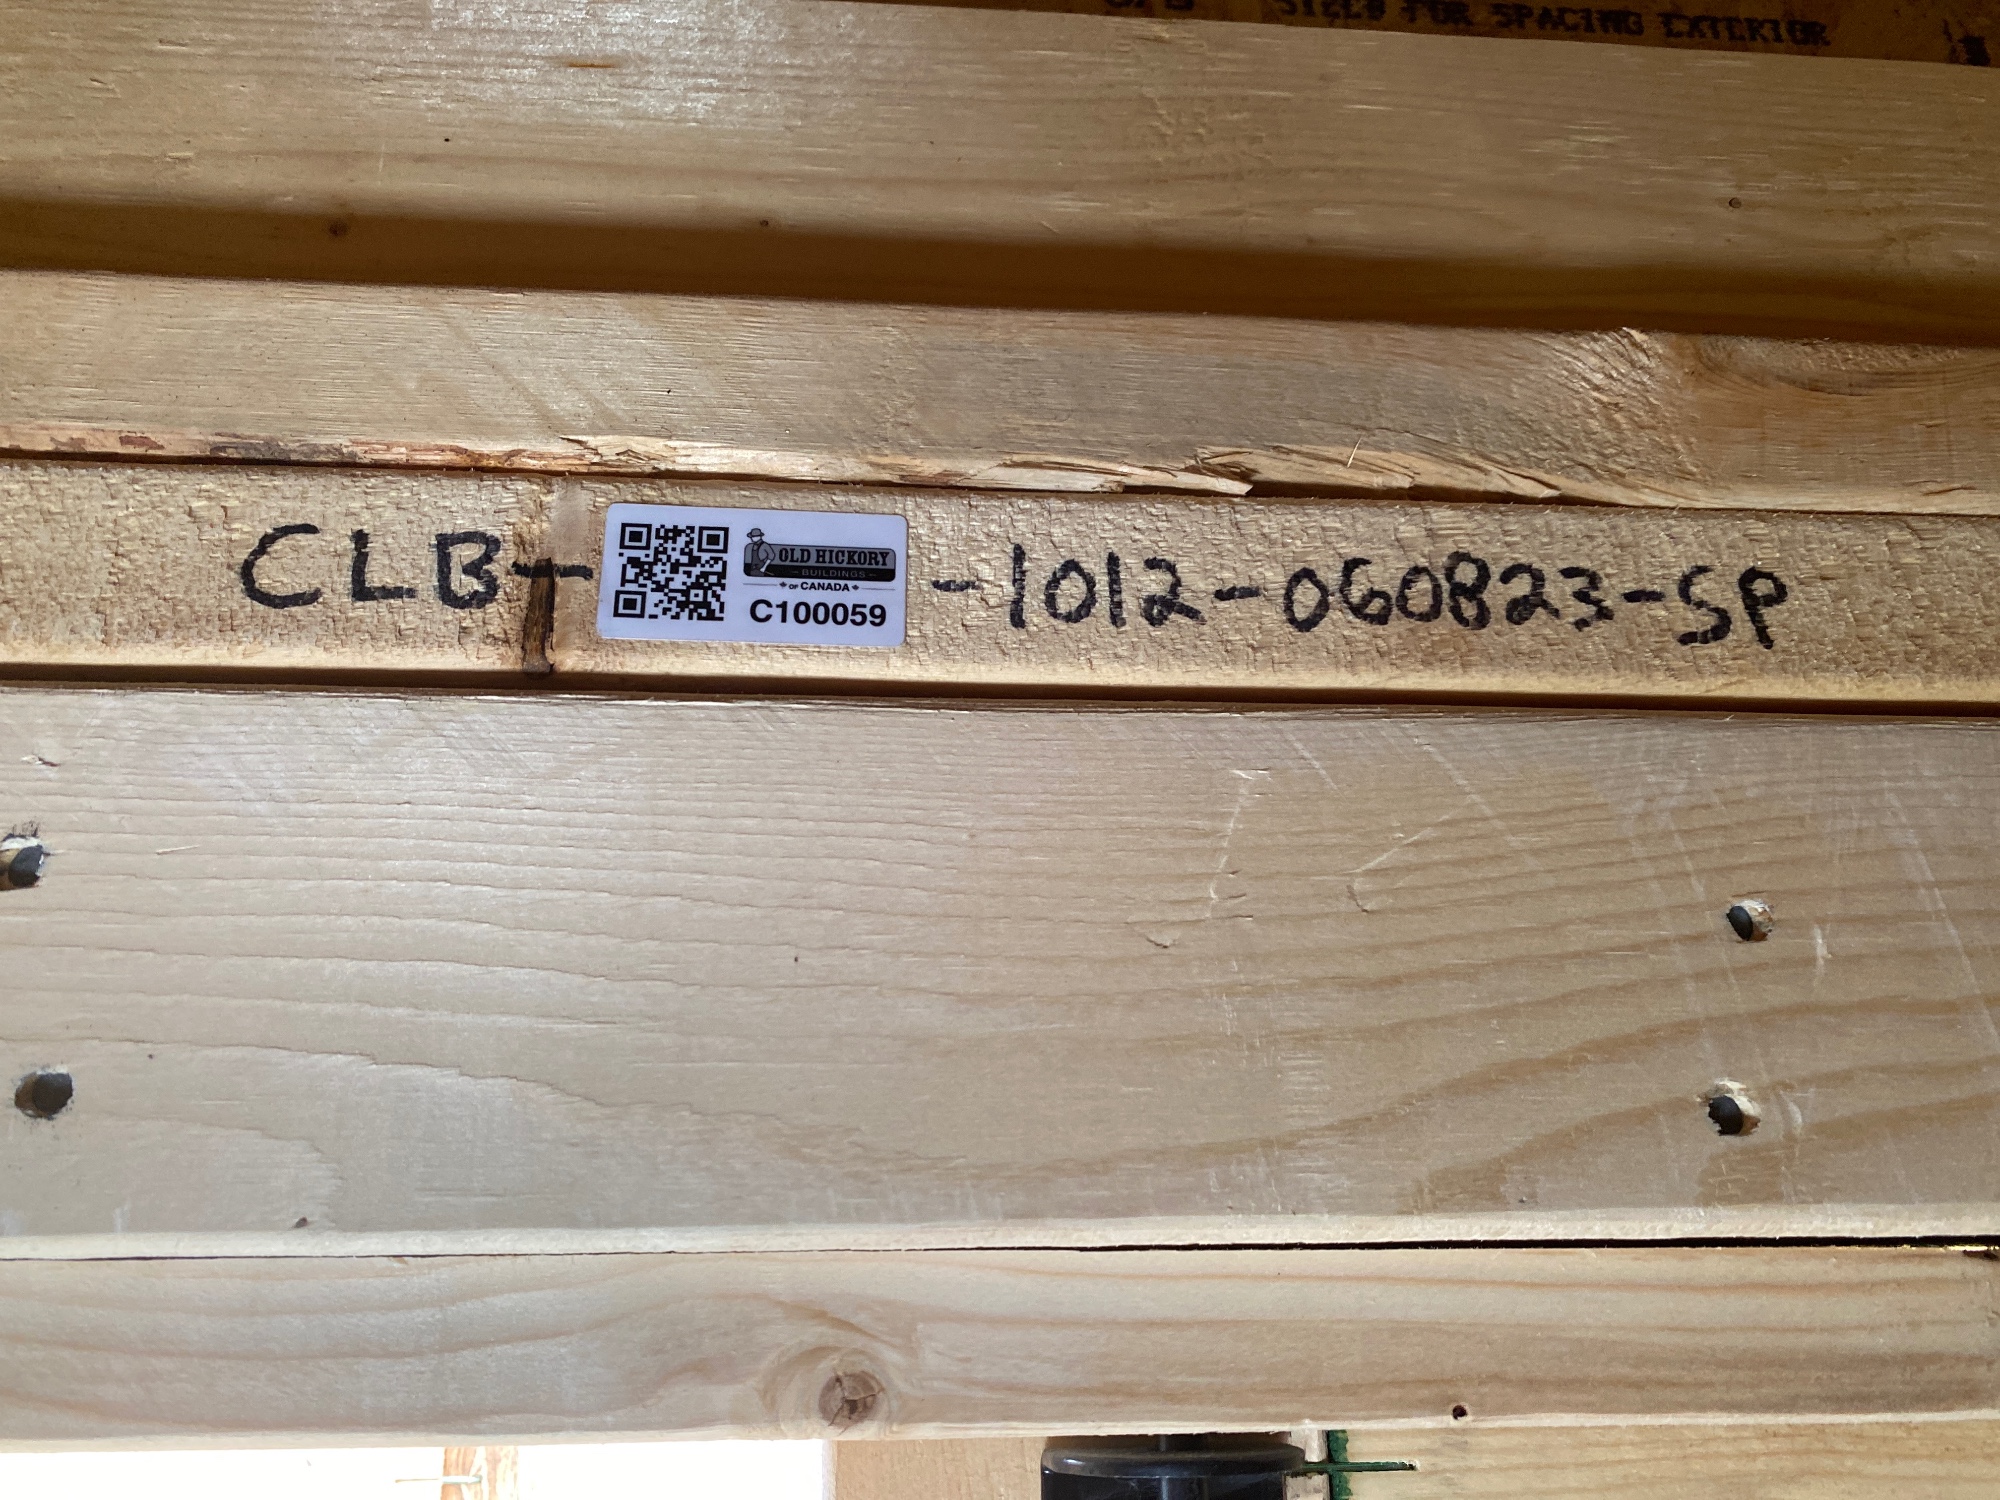 SIZED FOR SPACING EXTERIOR
CLB-
OLD HICKORY
BUILDINGS
OF CANADA
C100059
-1012-060823-SP